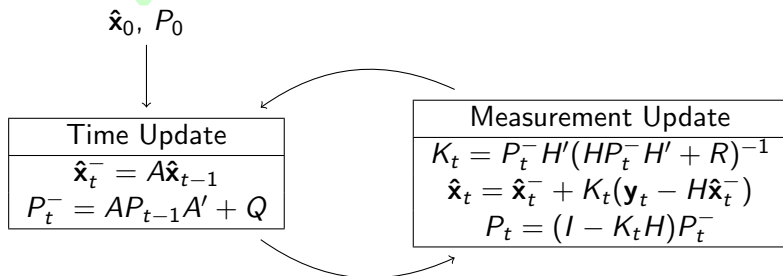 x̂₀, P₀
Time Update
x̂ₜ⁻ = Ax̂ₜ₋₁
Pₜ⁻ = APₜ₋₁A′ + Q
Measurement Update
Kₜ = Pₜ⁻H′(HPₜ⁻H′ + R)⁻¹
x̂ₜ = x̂ₜ⁻ + Kₜ(yₜ − Hx̂ₜ⁻)
Pₜ = (I − KₜH)Pₜ⁻